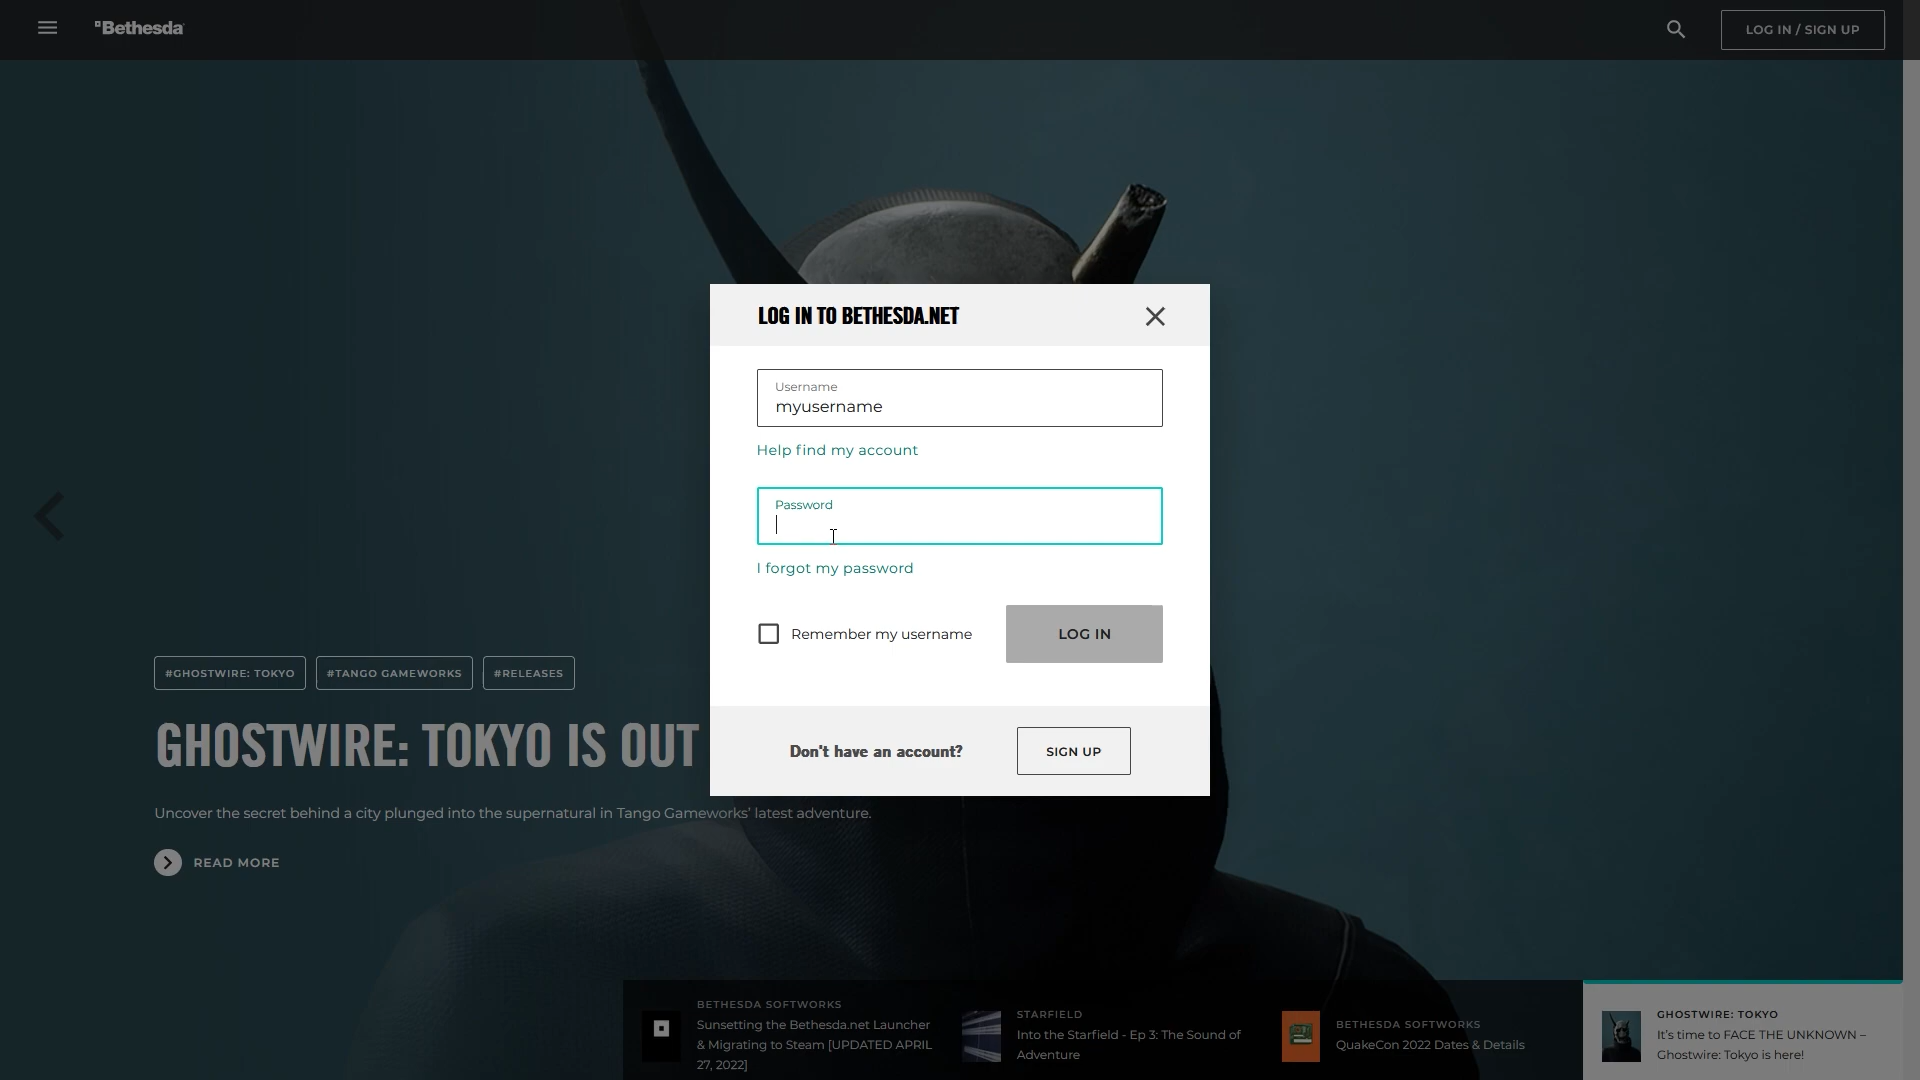 Bethesda
LOG IN / SIGN UP
LOG IN TO BETHESDA.NET
Username
myusername
Help find my account
Password
I forgot my password
Remember my username
LOG IN
Don't have an account?
SIGN UP
#GHOSTWIRE: TOKYO
#TANGO GAMEWORKS
#RELEASES
GHOSTWIRE: TOKYO IS OUT
Uncover the secret behind a city plunged into the supernatural in Tango Gameworks’ latest adventure.
READ MORE
BETHESDA SOFTWORKS
Sunsetting the Bethesda.net Launcher
& Migrating to Steam [UPDATED APRIL
27, 2022]
STARFIELD
Into the Starfield - Ep 3: The Sound of
Adventure
BETHESDA SOFTWORKS
QuakeCon 2022 Dates & Details
GHOSTWIRE: TOKYO
It’s time to FACE THE UNKNOWN –
Ghostwire: Tokyo is here!